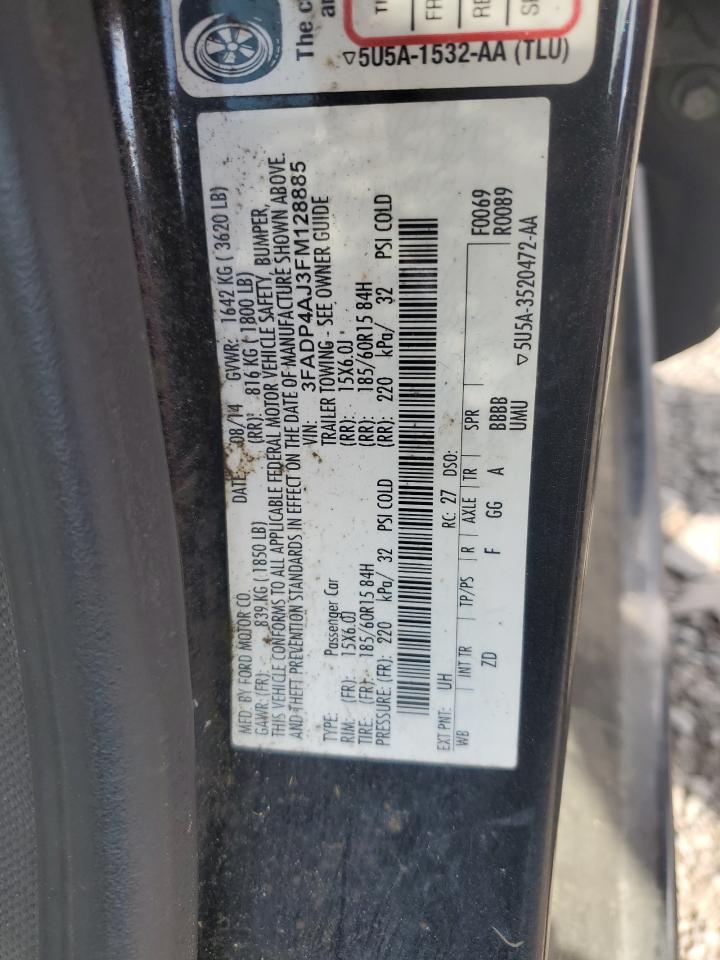 The c
an
TI
FR
RE
SP
▽5U5A-1532-AA (TLU)
MFD. BY FORD MOTOR CO. DATE: 08/14 GVWR: 1642 KG ( 3620 LB)
GAWR: (FR): 839 KG ( 1850 LB) (RR): 816 KG ( 1800 LB)
THIS VEHICLE CONFORMS TO ALL APPLICABLE FEDERAL MOTOR VEHICLE SAFETY, BUMPER,
AND THEFT PREVENTION STANDARDS IN EFFECT ON THE DATE OF MANUFACTURE SHOWN ABOVE.
VIN: 3FADP4AJ3FM128885
TYPE: Passenger Car TRAILER TOWING - SEE OWNER GUIDE
RIM: (FR): 15X6.0J (RR): 15X6.0J
TIRE: (FR): 185/60R15 84H (RR): 185/60R15 84H
PRESSURE: (FR): 220 kPa/ 32 PSI COLD (RR): 220 kPa/ 32 PSI COLD
EXT PNT: UH RC: 27 DSO: F0069
WB INT TR TP/PS R AXLE TR SPR R0089
ZD F GG A BBBB
UMU
▽5U5A-3520472-AA